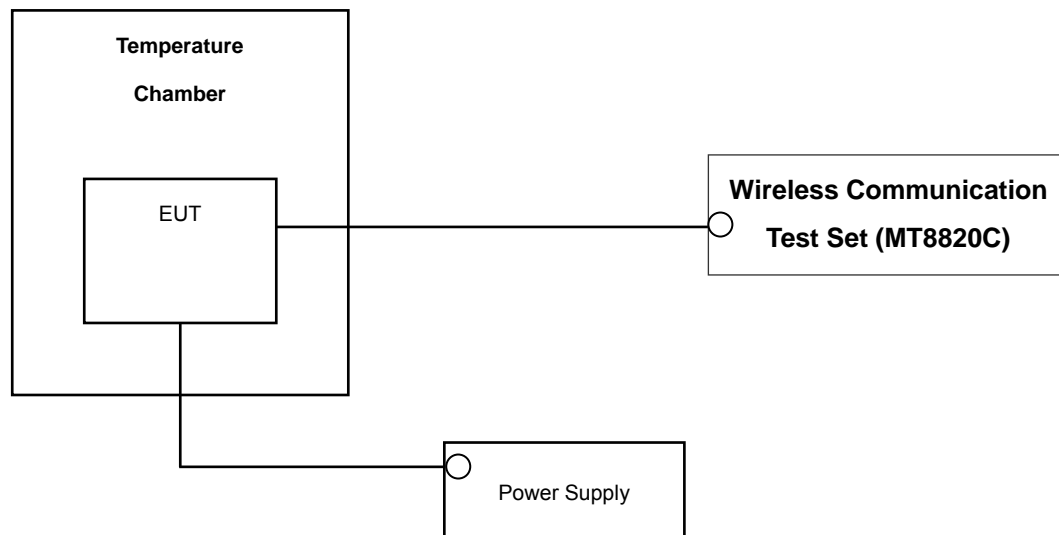 Temperature
Chamber
EUT
Wireless Communication
Test Set (MT8820C)
Power Supply